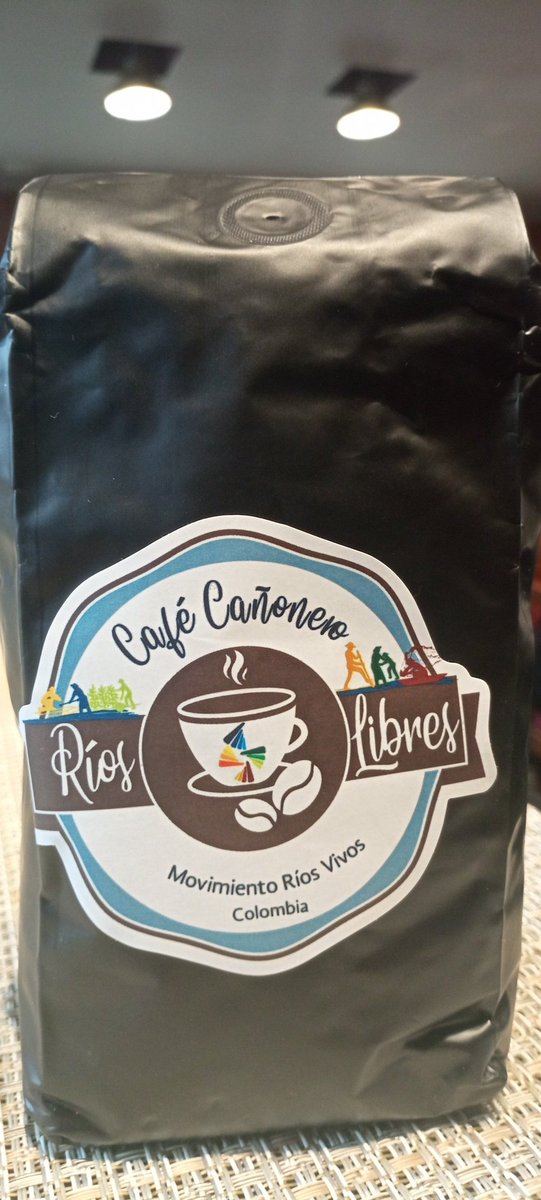 Café Cañonero
Ríos Libres
Movimiento Ríos Vivos
Colombia